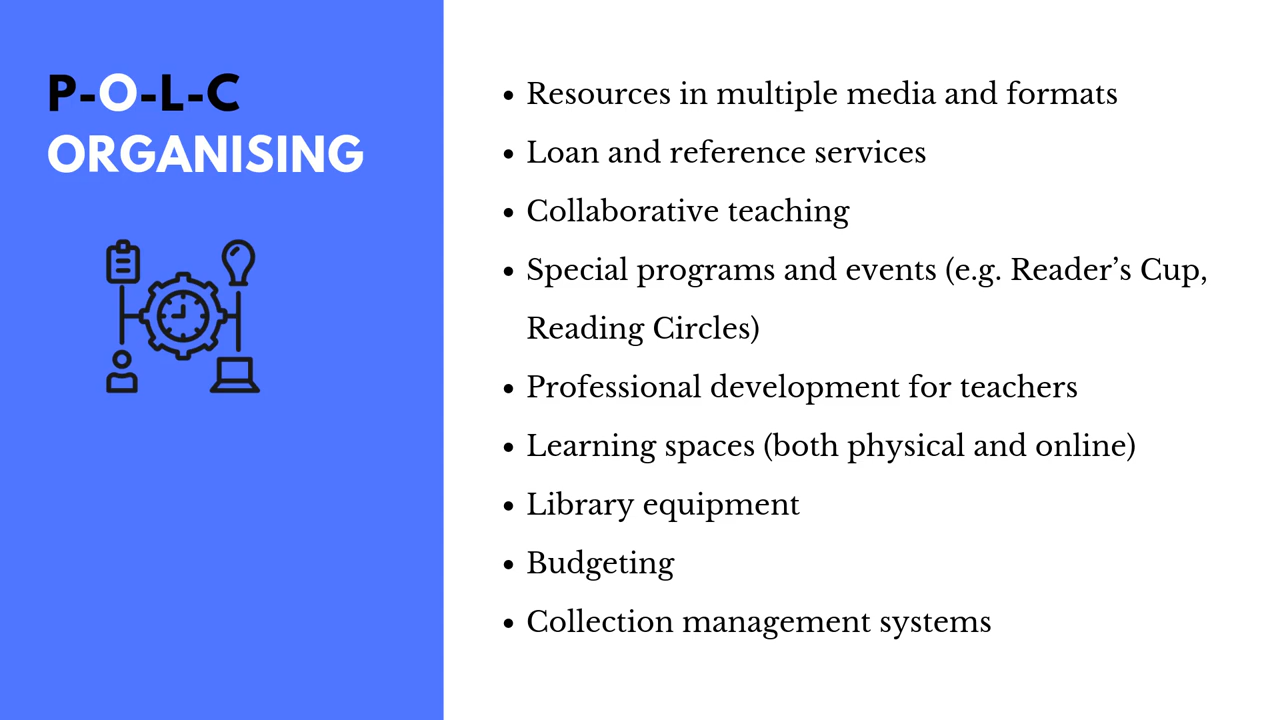 P-O-L-C
ORGANISING
• Resources in multiple media and formats
• Loan and reference services
• Collaborative teaching
• Special programs and events (e.g. Reader’s Cup,
Reading Circles)
• Professional development for teachers
• Learning spaces (both physical and online)
• Library equipment
• Budgeting
• Collection management systems